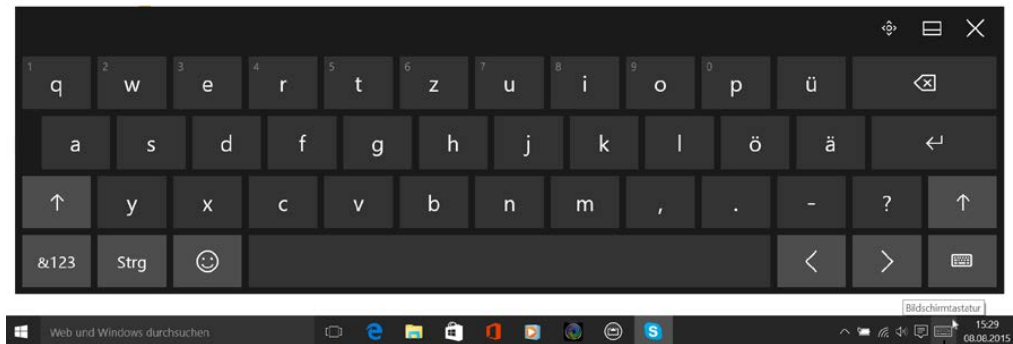 1 2 3 4 5 6 7 8 9 0
q w e r t z u i o p ü
a s d f g h j k l ö ä
y x c v b n m , . - ?
&123 Strg
Bildschirmtastatur
Web und Windows durchsuchen
15:29
08.08.2015